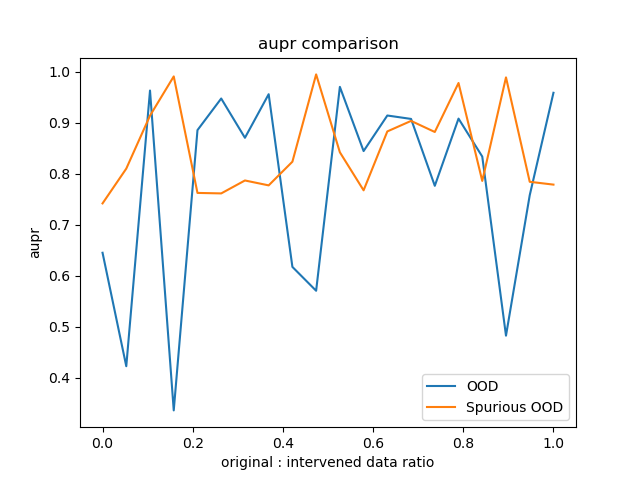 aupr comparison
1.0
0.9
0.8
0.7
0.6
0.5
0.4
aupr
0.0 0.2 0.4 0.6 0.8 1.0
original : intervened data ratio
OOD
Spurious OOD